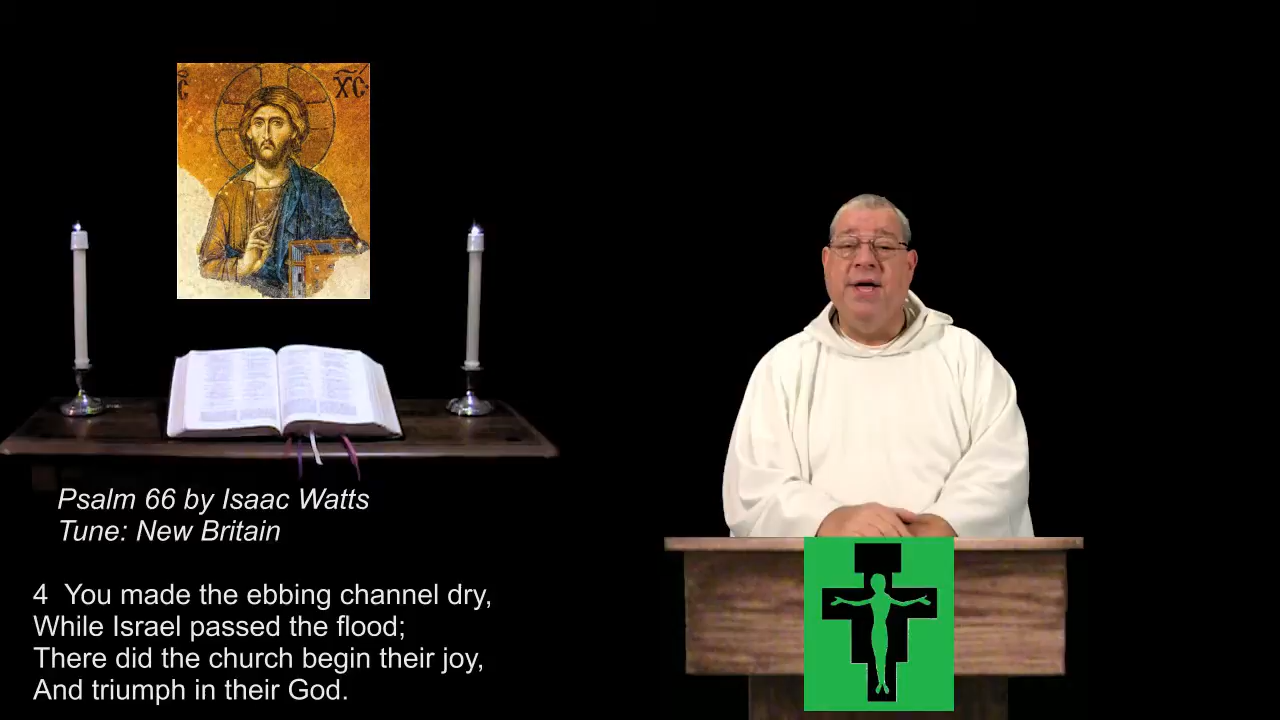 XC
Psalm 66 by Isaac Watts
Tune: New Britain
4 You made the ebbing channel dry,
While Israel passed the flood;
There did the church begin their joy,
And triumph in their God.